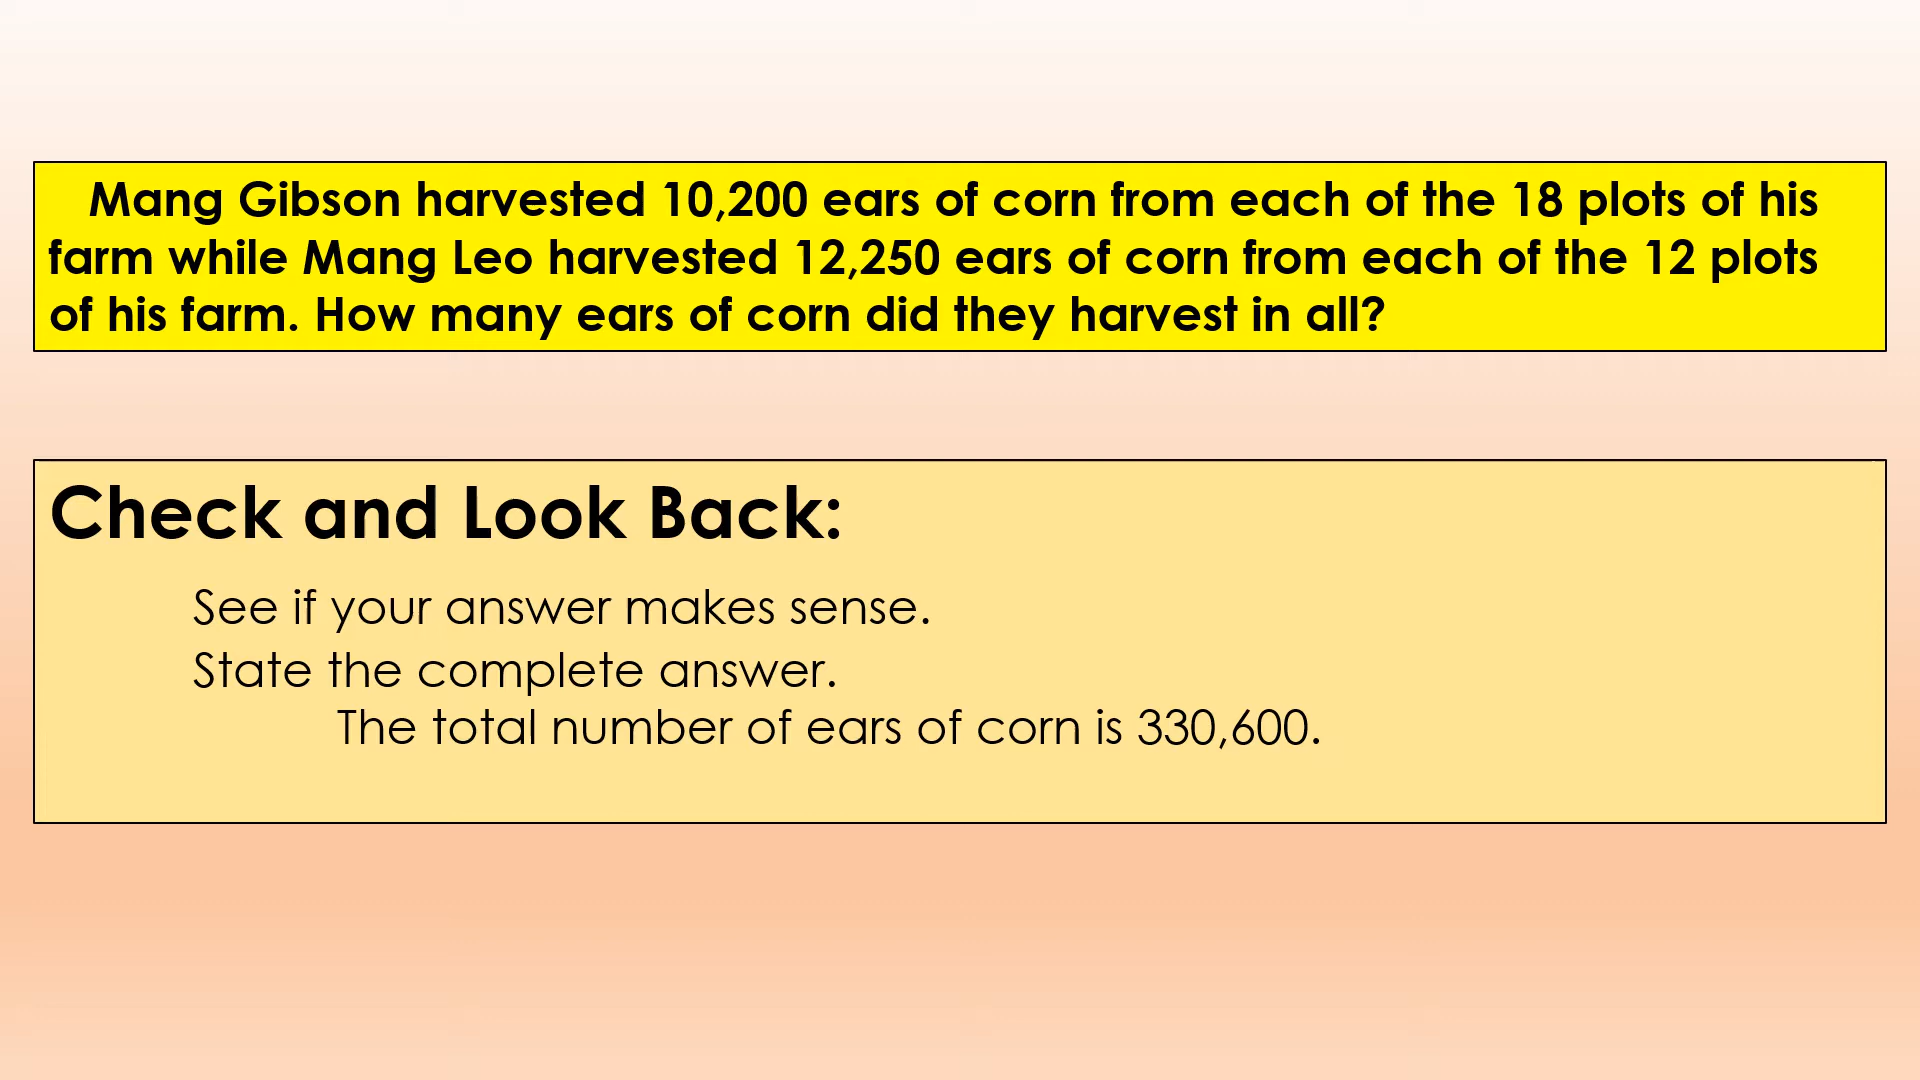 Mang Gibson harvested 10,200 ears of corn from each of the 18 plots of his
farm while Mang Leo harvested 12,250 ears of corn from each of the 12 plots
of his farm. How many ears of corn did they harvest in all?
Check and Look Back:
See if your answer makes sense.
State the complete answer.
The total number of ears of corn is 330,600.